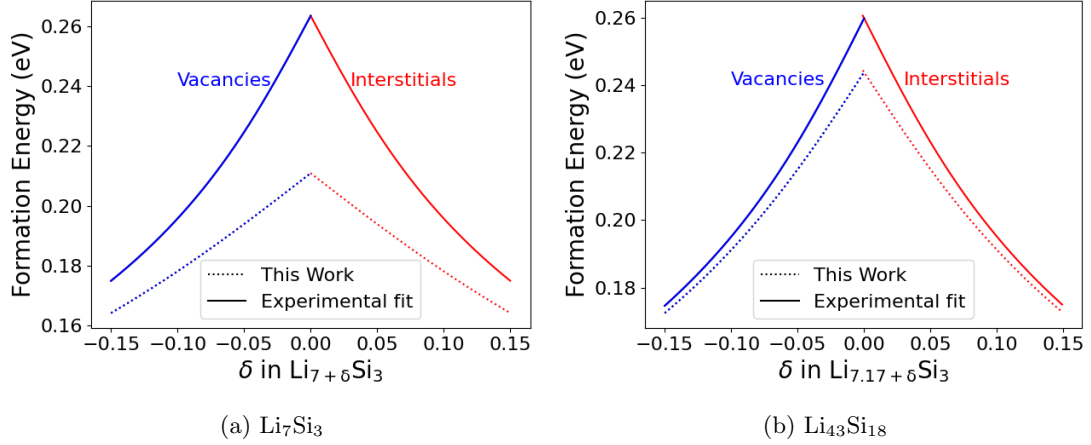 Formation Energy (eV)
0.26
0.24
0.22
0.20
0.18
0.16
Vacancies
Interstitials
This Work
Experimental fit
−0.15 −0.10 −0.05 0.00 0.05 0.10 0.15
δ in Li₇₊δSi₃
(a) Li₇Si₃
Formation Energy (eV)
0.26
0.24
0.22
0.20
0.18
Vacancies
Interstitials
This Work
Experimental fit
−0.15 −0.10 −0.05 0.00 0.05 0.10 0.15
δ in Li₇.₁₇₊δSi₃
(b) Li₄₃Si₁₈